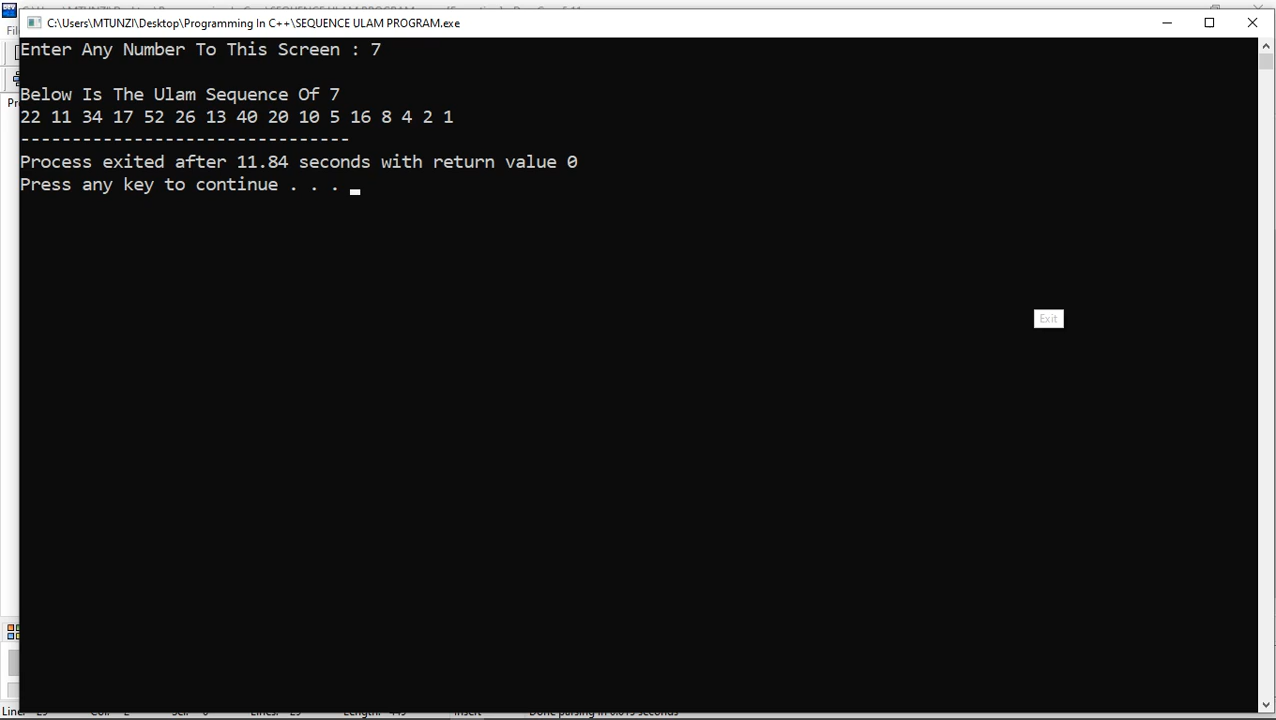 C:\Users\MTUNZI\Desktop\Programming In C++\SEQUENCE ULAM PROGRAM.exe
Enter Any Number To This Screen : 7
Below Is The Ulam Sequence Of 7
22 11 34 17 52 26 13 40 20 10 5 16 8 4 2 1
--------------------------------
Process exited after 11.84 seconds with return value 0
Press any key to continue . . .
Exit